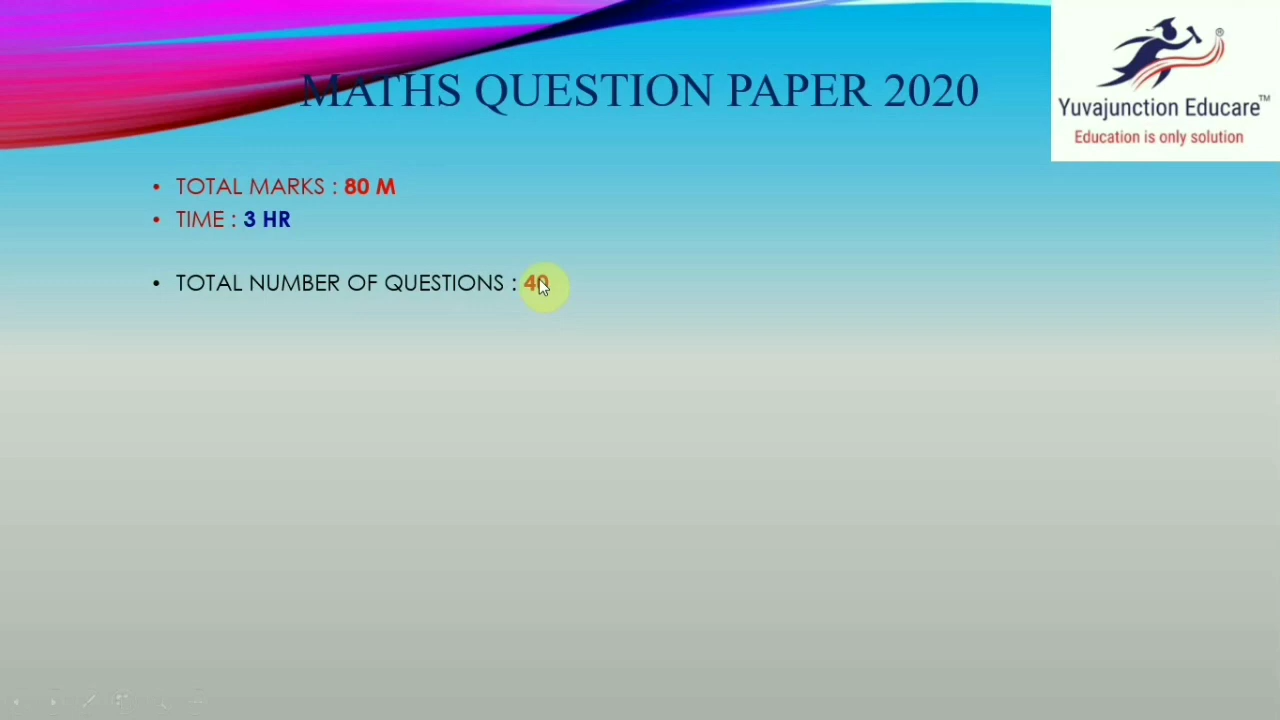 MATHS QUESTION PAPER 2020
®
Yuvajunction Educare™
Education is only solution
• TOTAL MARKS : 80 M
• TIME : 3 HR
• TOTAL NUMBER OF QUESTIONS : 40